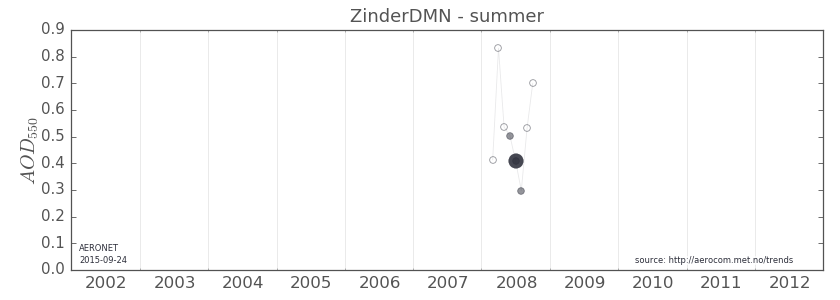 ZinderDMN - summer
0.9
0.8
0.7
0.6
0.5
0.4
0.3
0.2
0.1
0.0
AOD550
AERONET
2015-09-24
source: http://aerocom.met.no/trends
2002 2003 2004 2005 2006 2007 2008 2009 2010 2011 2012